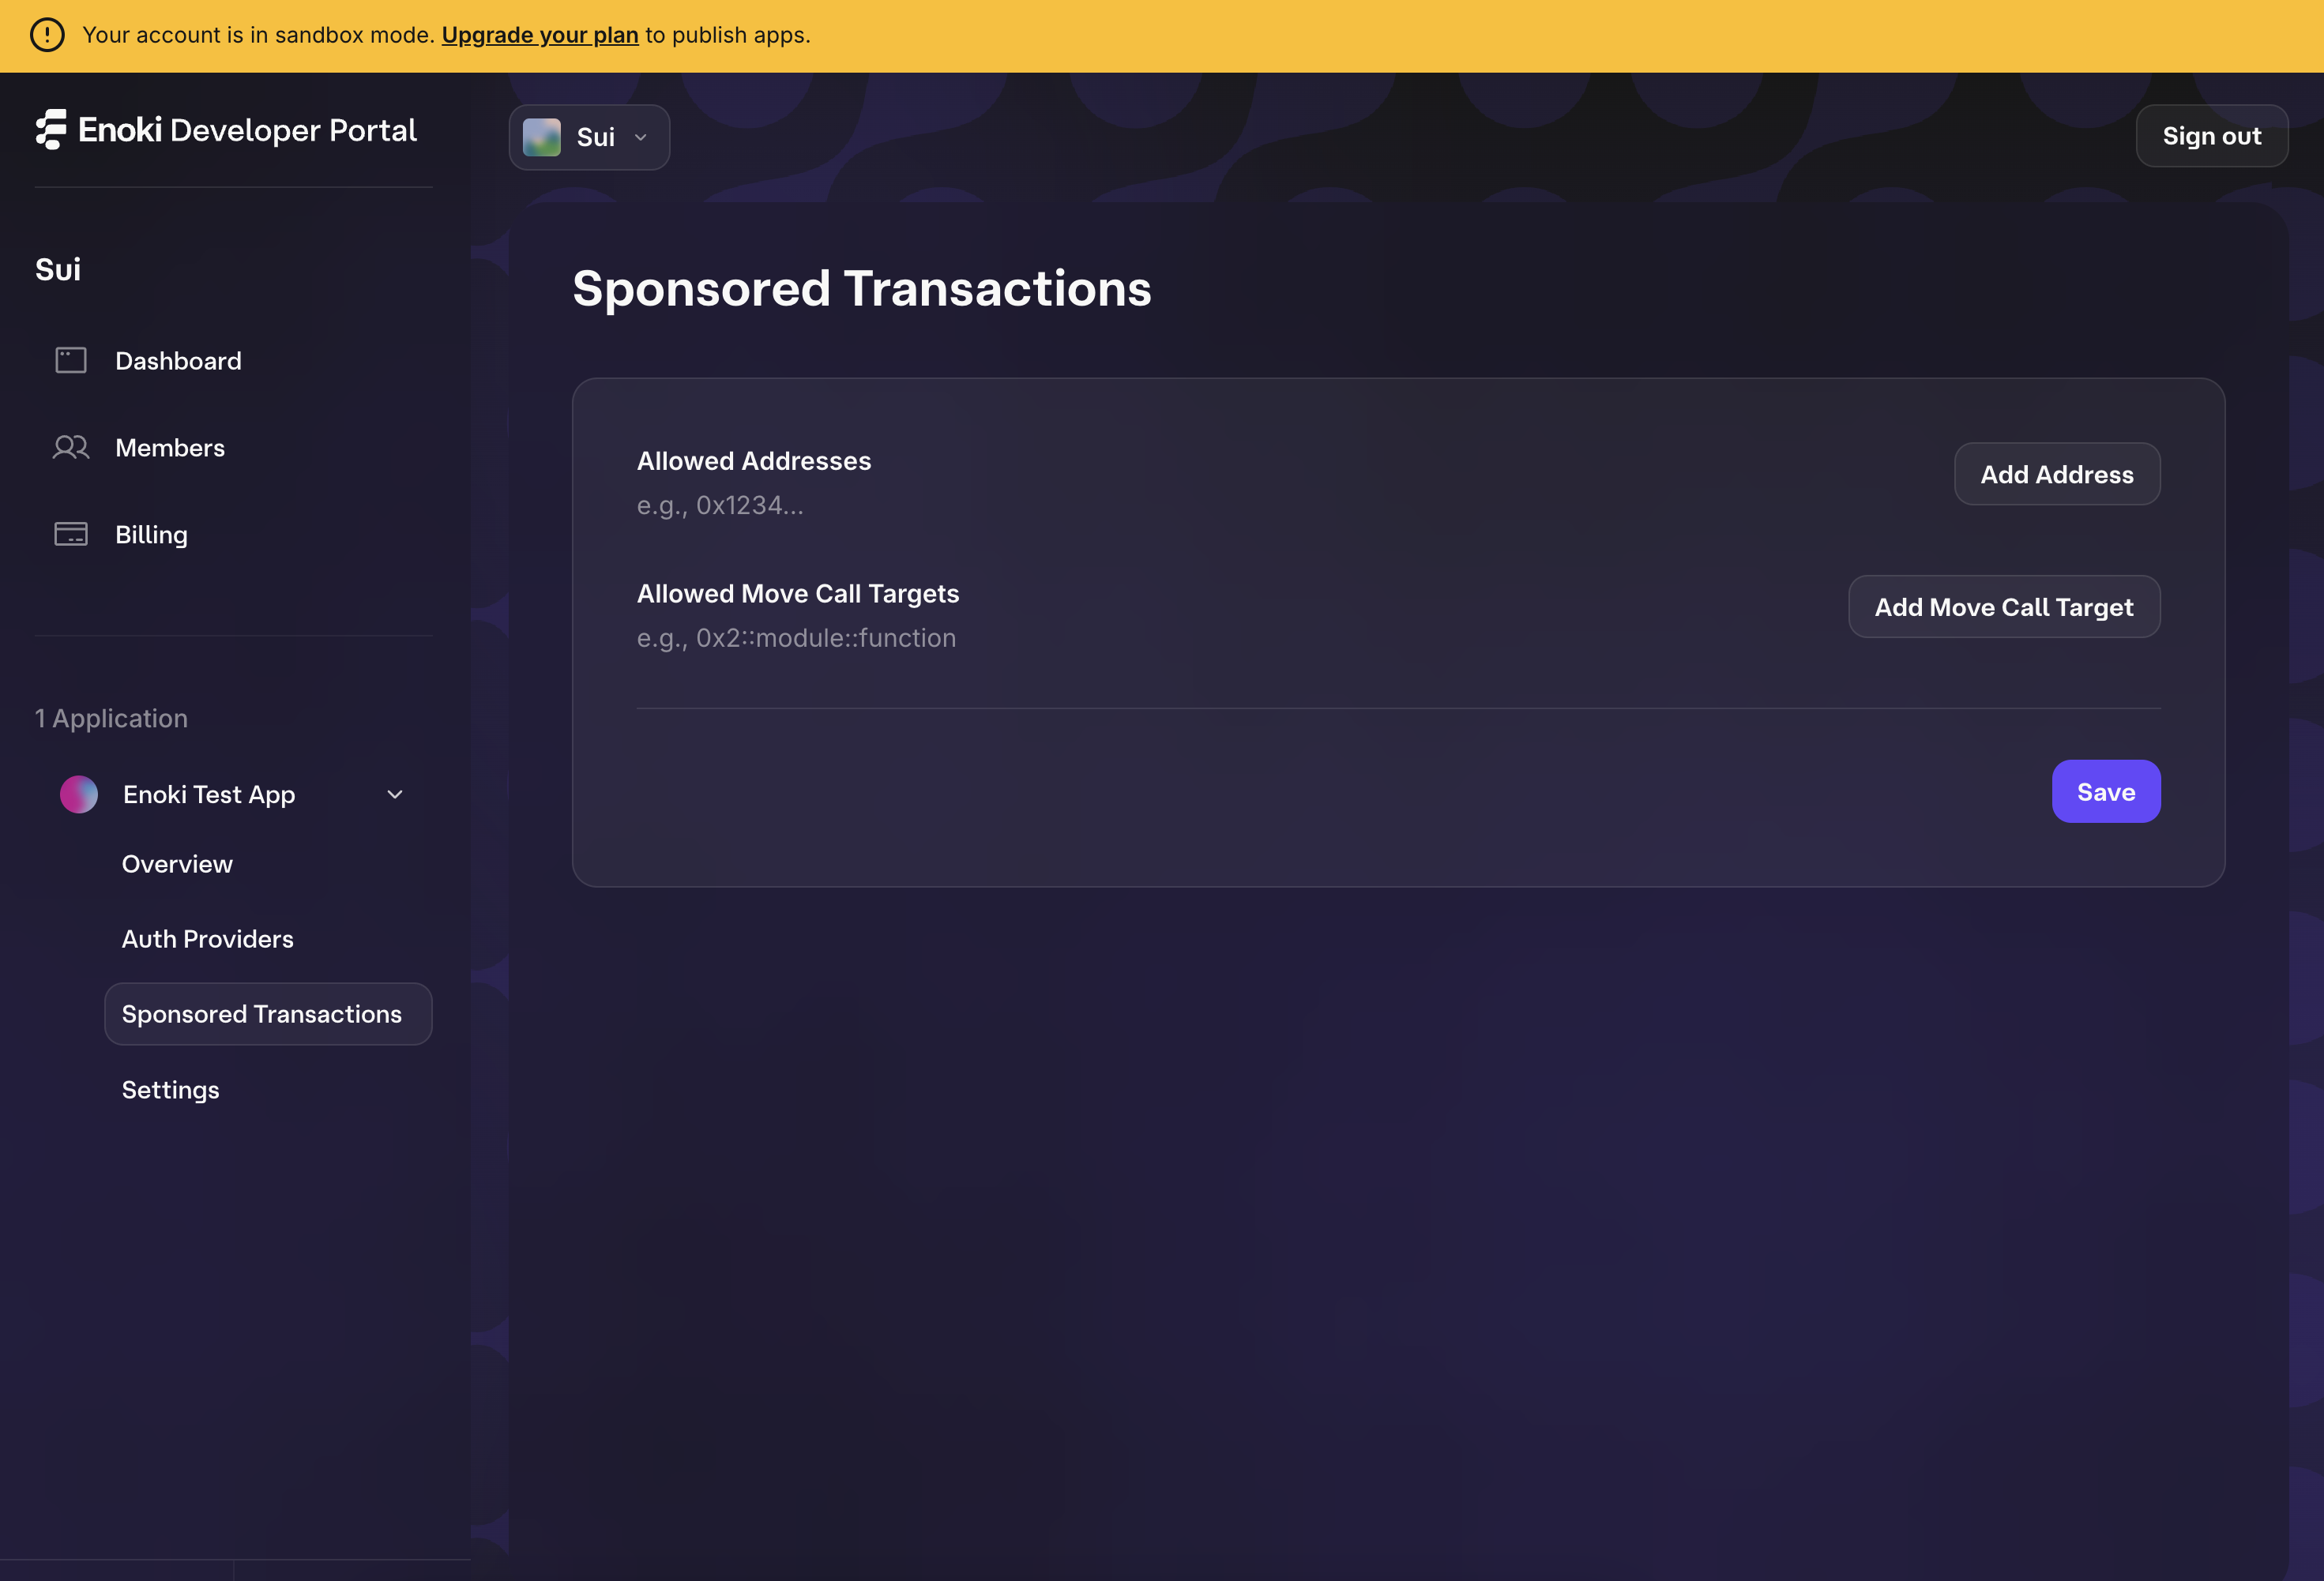 Your account is in sandbox mode. Upgrade your plan to publish apps.
Enoki Developer Portal
Sui
Sign out
Sui
Dashboard
Members
Billing
1 Application
Enoki Test App
Overview
Auth Providers
Sponsored Transactions
Settings
Sponsored Transactions
Allowed Addresses
e.g., 0x1234...
Add Address
Allowed Move Call Targets
e.g., 0x2::module::function
Add Move Call Target
Save